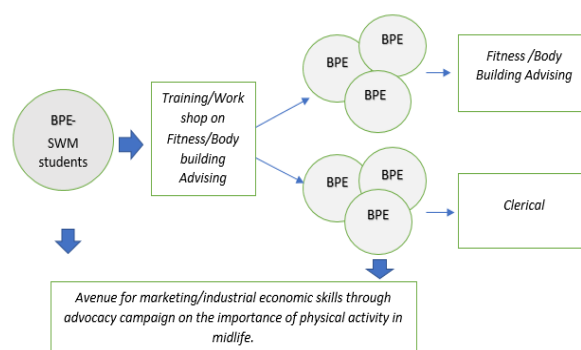 BPE-
SWM
students
Training/Work
shop on
Fitness/Body
building
Advising
BPE
BPE
BPE
Fitness /Body
Building Advising
BPE
BPE
BPE
Clerical
Avenue for marketing/industrial economic skills through
advocacy campaign on the importance of physical activity in
midlife.